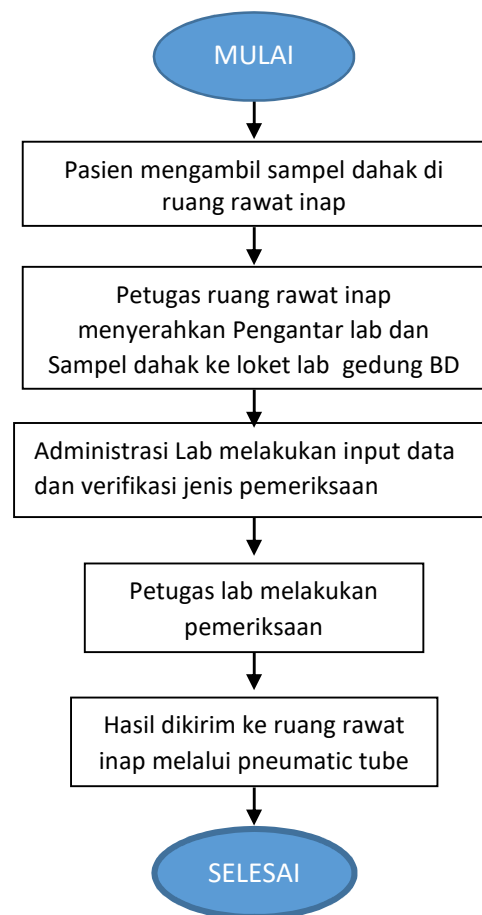 MULAI
Pasien mengambil sampel dahak di
ruang rawat inap
Petugas ruang rawat inap
menyerahkan Pengantar lab dan
Sampel dahak ke loket lab gedung BD
Administrasi Lab melakukan input data
dan verifikasi jenis pemeriksaan
Petugas lab melakukan
pemeriksaan
Hasil dikirim ke ruang rawat
inap melalui pneumatic tube
SELESAI